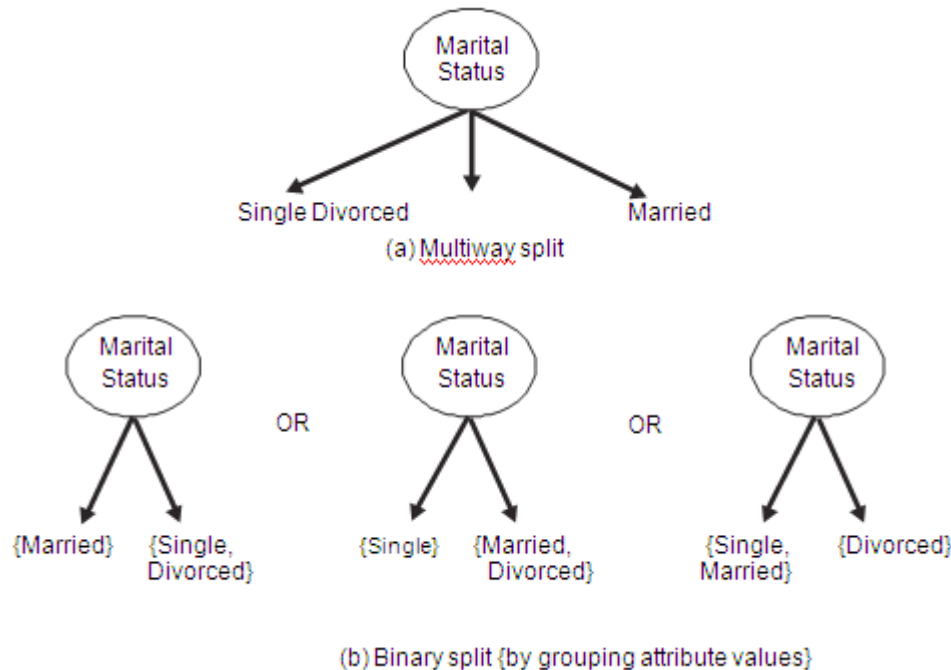 Marital
Status
Single Divorced
Married
(a) Multiway split
Marital
Status
OR
Marital
Status
OR
Marital
Status
{Married}
{Single,
Divorced}
{Single}
{Married,
Divorced}
{Single,
Married}
{Divorced}
(b) Binary split {by grouping attribute values}